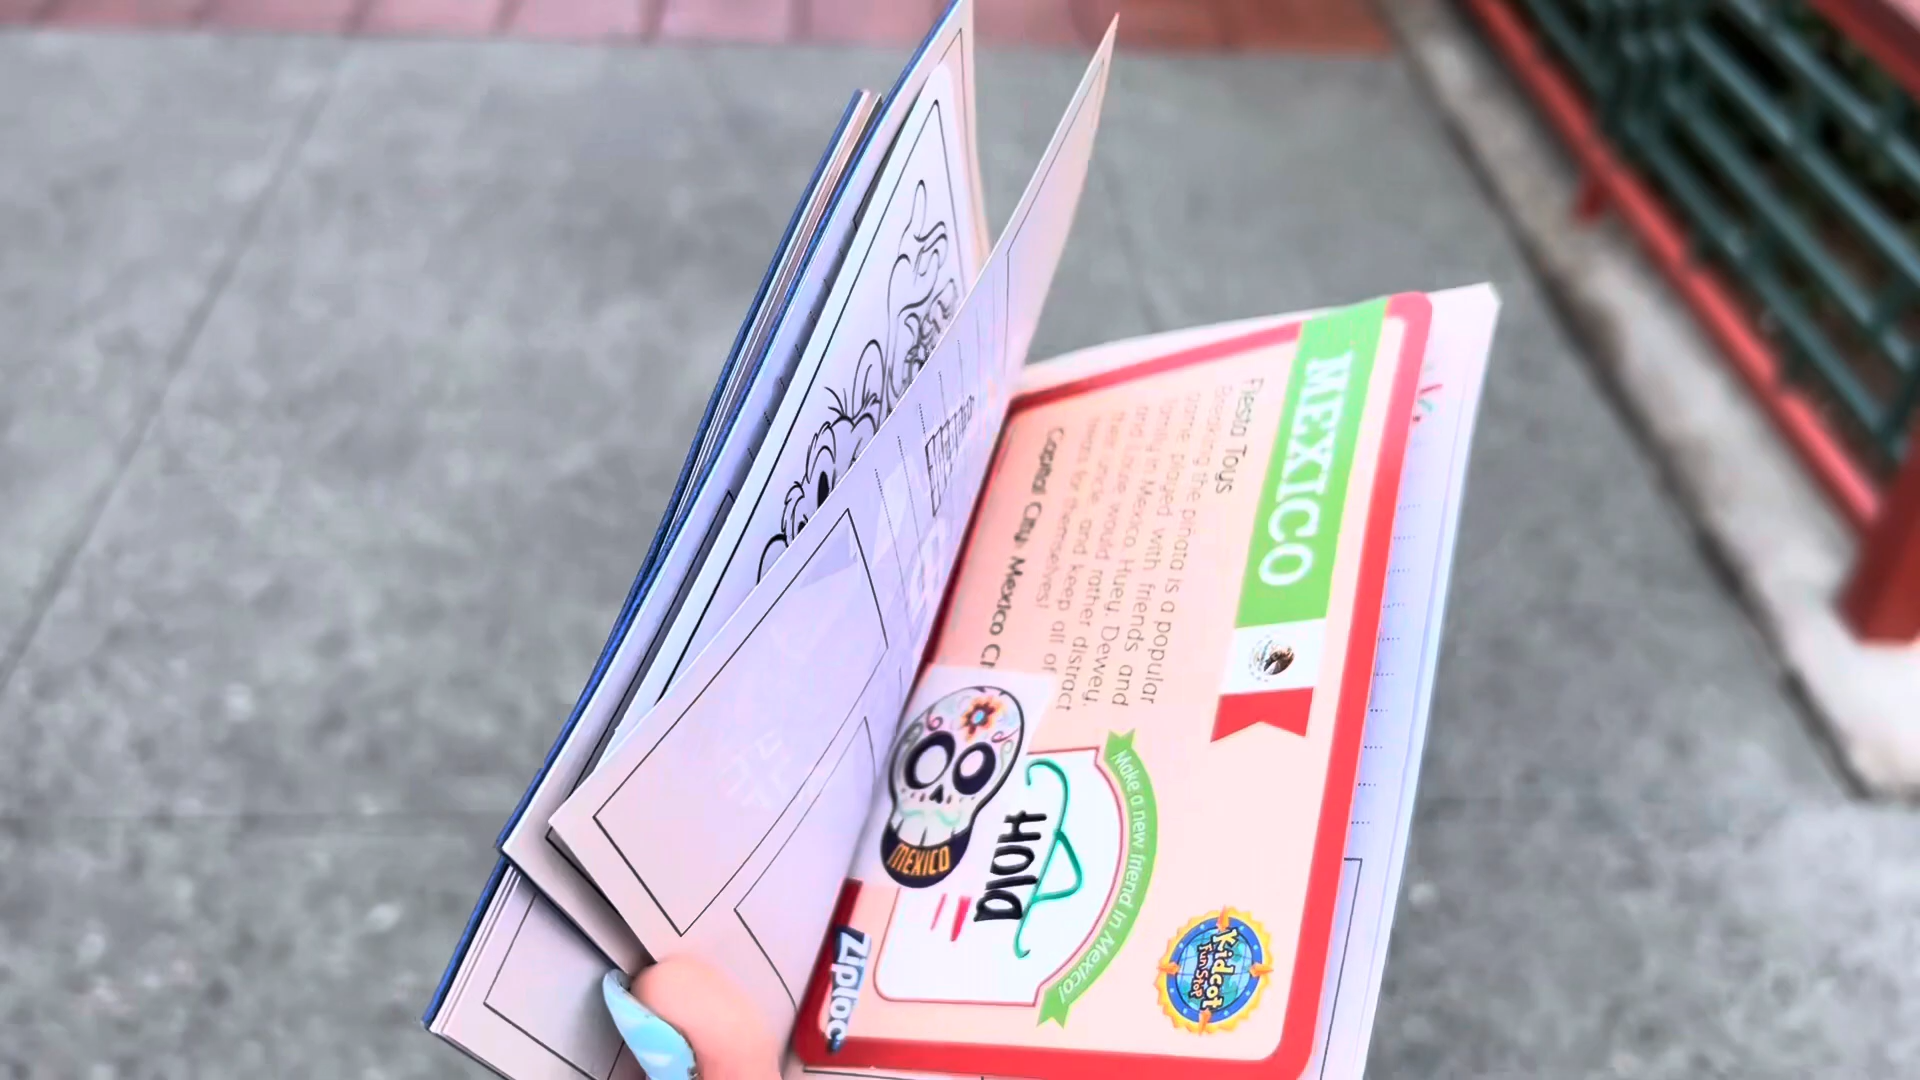 MEXICO
Fiesta Toys
Breaking the piñata is a popular
game played with friends and
family in Mexico. Huey, Dewey,
and Louie would rather distract
their uncle and keep all of
treats for themselves!
Capital City: Mexico Ci
MEXICO
HOlA
Make a new friend in Mexico!
Kidcot
Fun Stop
Ziploc